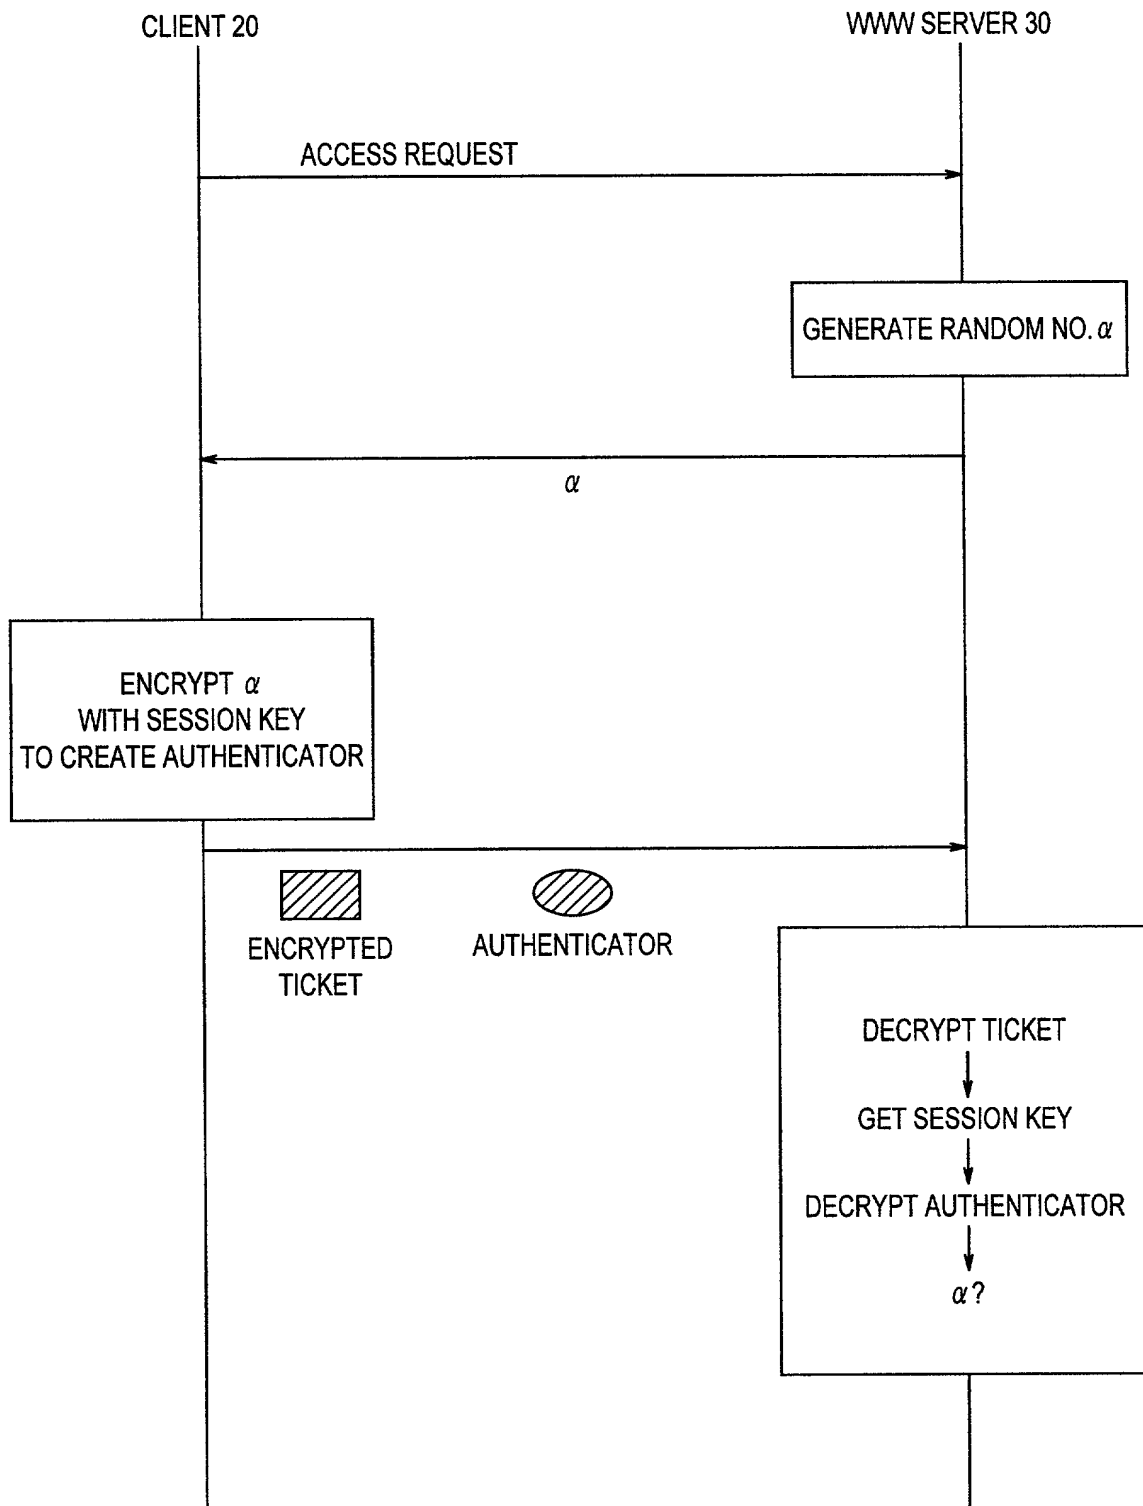 CLIENT 20
WWW SERVER 30
ACCESS REQUEST
GENERATE RANDOM NO. α
α
ENCRYPT α
WITH SESSION KEY
TO CREATE AUTHENTICATOR
ENCRYPTED
TICKET
AUTHENTICATOR
DECRYPT TICKET
GET SESSION KEY
DECRYPT AUTHENTICATOR
α?